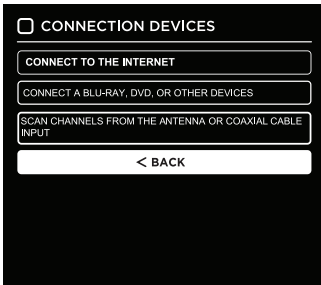 CONNECTION DEVICES
CONNECT TO THE INTERNET
CONNECT A BLU-RAY, DVD, OR OTHER DEVICES
SCAN CHANNELS FROM THE ANTENNA OR COAXIAL CABLE
INPUT
< BACK